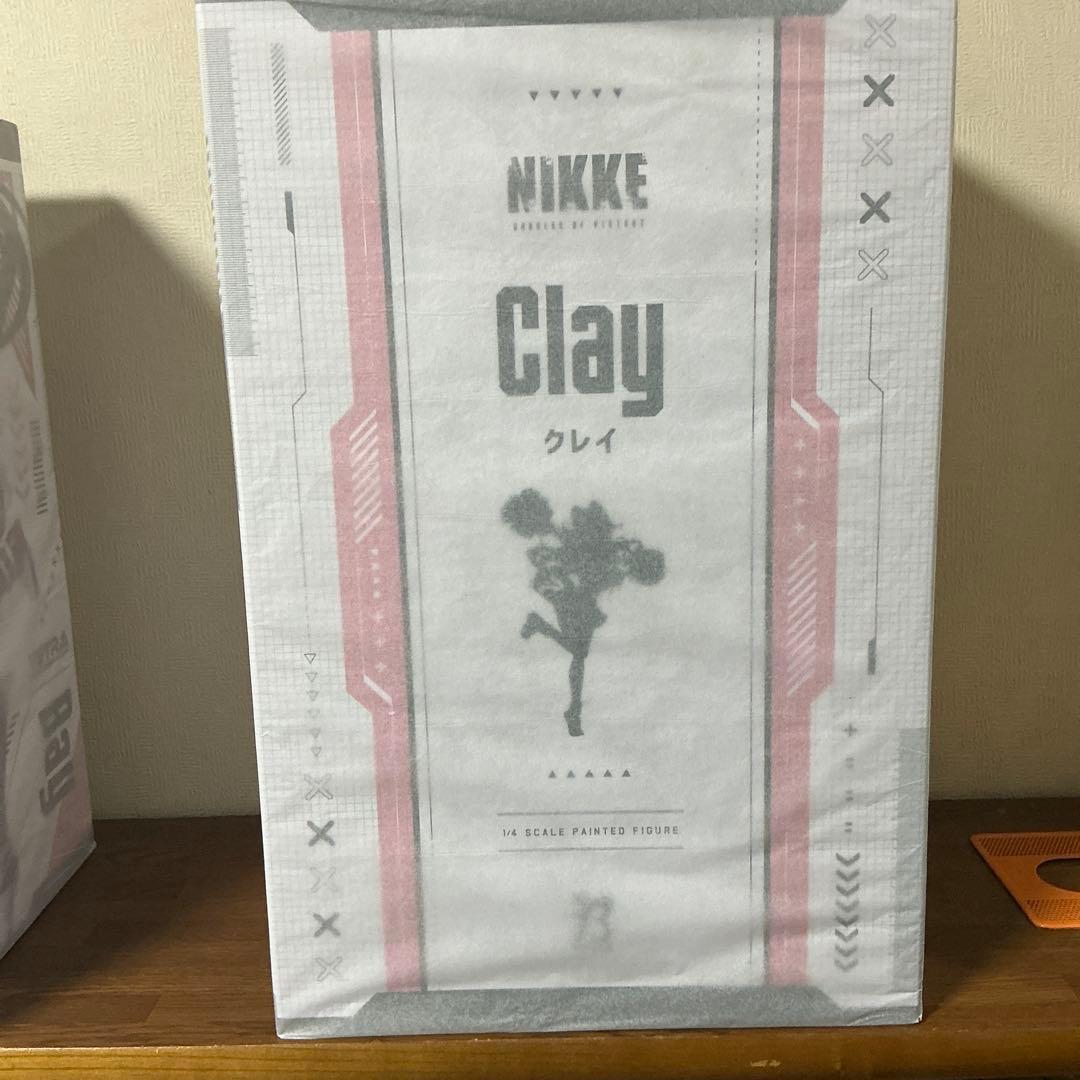 NIKKE
GODDESS OF VICTORY
Clay
クレイ
1/4 SCALE PAINTED FIGURE